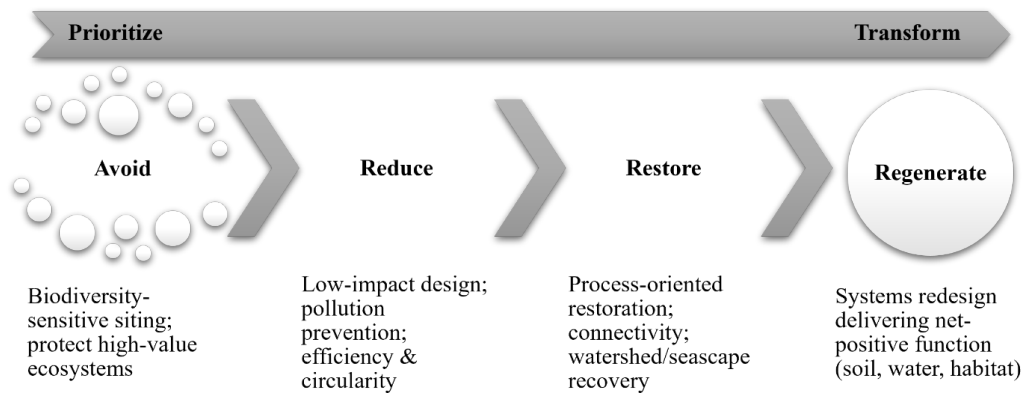 Prioritize
Transform
Avoid
Reduce
Restore
Regenerate
Biodiversity-
sensitive siting;
protect high-value
ecosystems
Low-impact design;
pollution
prevention;
efficiency &
circularity
Process-oriented
restoration;
connectivity;
watershed/seascape
recovery
Systems redesign
delivering net-
positive function
(soil, water, habitat)